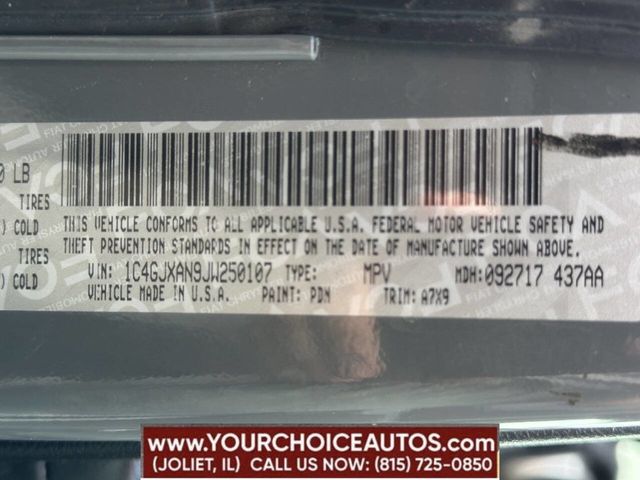 0 LB
TIRES
COLD
TIRES
COLD
THIS VEHICLE CONFORMS TO ALL APPLICABLE U.S.A. FEDERAL MOTOR VEHICLE SAFETY AND
THEFT PREVENTION STANDARDS IN EFFECT ON THE DATE OF MANUFACTURE SHOWN ABOVE.
VIN: 1C4GJXAN9JW250107 TYPE: MPV MDH:092717 437AA
VEHICLE MADE IN U.S.A. PAINT: PDN TRIM: A7X9
WWW.YOURCHOICEAUTOS.COM
(JOLIET, IL) CALL US NOW: (815) 725-0850